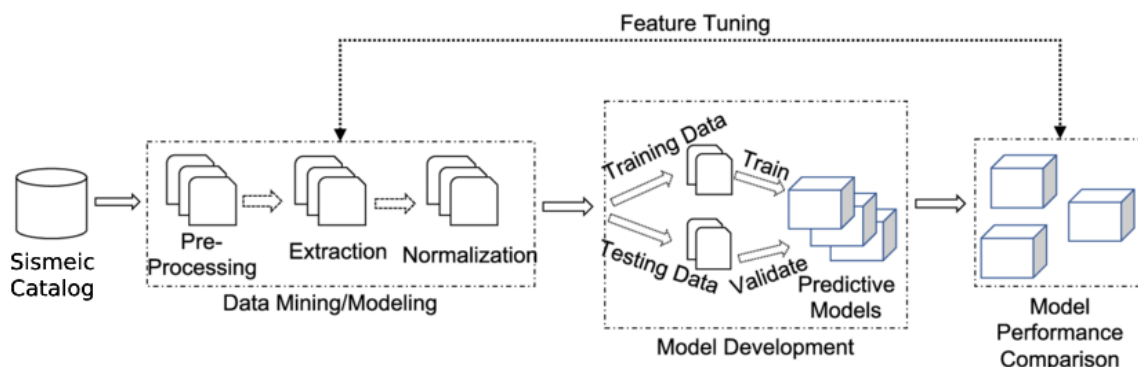 Feature Tuning
Sismeic
Catalog
Pre-
Processing
Extraction
Normalization
Data Mining/Modeling
Training Data
Testing Data
Train
Validate
Predictive
Models
Model Development
Model
Performance
Comparison